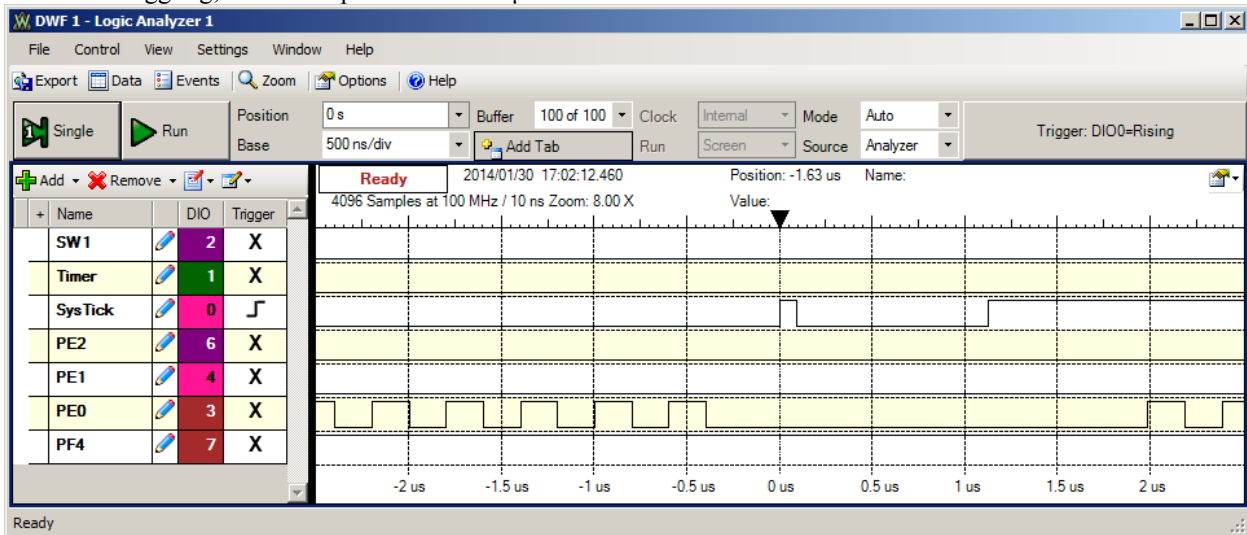 DWF 1 - Logic Analyzer 1
File Control View Settings Window Help
Export Data Events Zoom Options Help
Single Run Position 0 s Buffer 100 of 100 Clock Internal Mode Auto Trigger: DIO0=Rising
Base 500 ns/div Add Tab Run Screen Source Analyzer
Add Remove Ready 2014/01/30 17:02:12.460 Position: -1.63 us Name:
4096 Samples at 100 MHz / 10 ns Zoom: 8.00 X Value:
+ Name DIO Trigger
SW1 2 X
Timer 1 X
SysTick 0
PE2 6 X
PE1 4 X
PE0 3 X
PF4 7 X
-2 us -1.5 us -1 us -0.5 us 0 us 0.5 us 1 us 1.5 us 2 us
Ready